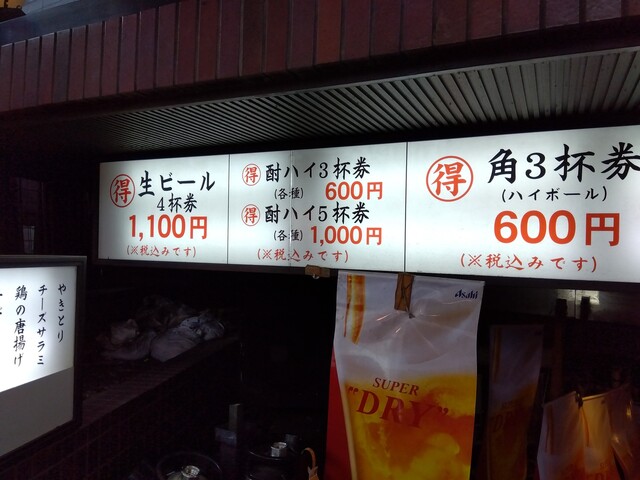 得 生ビール
4杯券
1,100円
(※税込みです)
得 酎ハイ3杯券
(各種) 600円
得 酎ハイ5杯券
(各種) 1,000円
(※税込みです)
得 角3杯券
(ハイボール)
600円
(※税込みです)
やきとり
チーズサラミ
鶏の唐揚げ
Asahi
SUPER
"DRY"